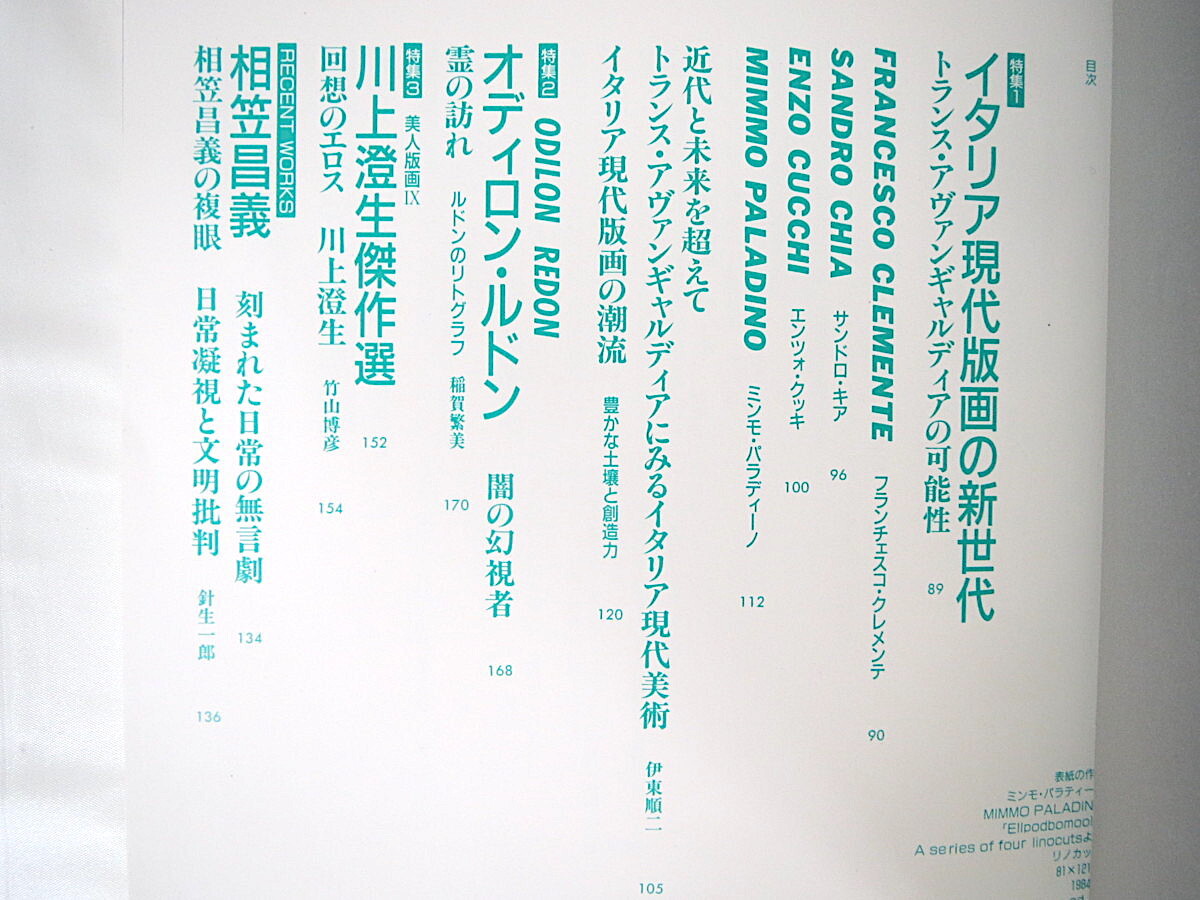 目次
特集1
イタリア現代版画の新世代
トランス・アヴァンギャルディアの可能性 89
FRANCESCO CLEMENTE フランチェスコ・クレメンテ 90
SANDRO CHIA サンドロ・キア 96
ENZO CUCCHI エンツォ・クッキ 100
MIMMO PALADINO ミンモ・パラディーノ 112
近代と未来を超えて
トランス・アヴァンギャルディアにみるイタリア現代美術 伊東順二 105
イタリア現代版画の潮流 豊かな土壌と創造力 120
特集2 ODILON REDON
オディロン・ルドン 闇の幻視者 168
霊の訪れ ルドンのリトグラフ 稲賀繁美 170
特集3 美人版画IX
川上澄生傑作選 152
回想のエロス 川上澄生 竹山博彦 154
RECENT WORKS
相笠昌義 刻まれた日常の無言劇 134
相笠昌義の複眼 日常凝視と文明批判 針生一郎 136
表紙の作
ミンモ・パラディー
MIMMO PALADIN
「Ellpodbomool
A series of four linocutsよ
リノカッ
81×121
1984